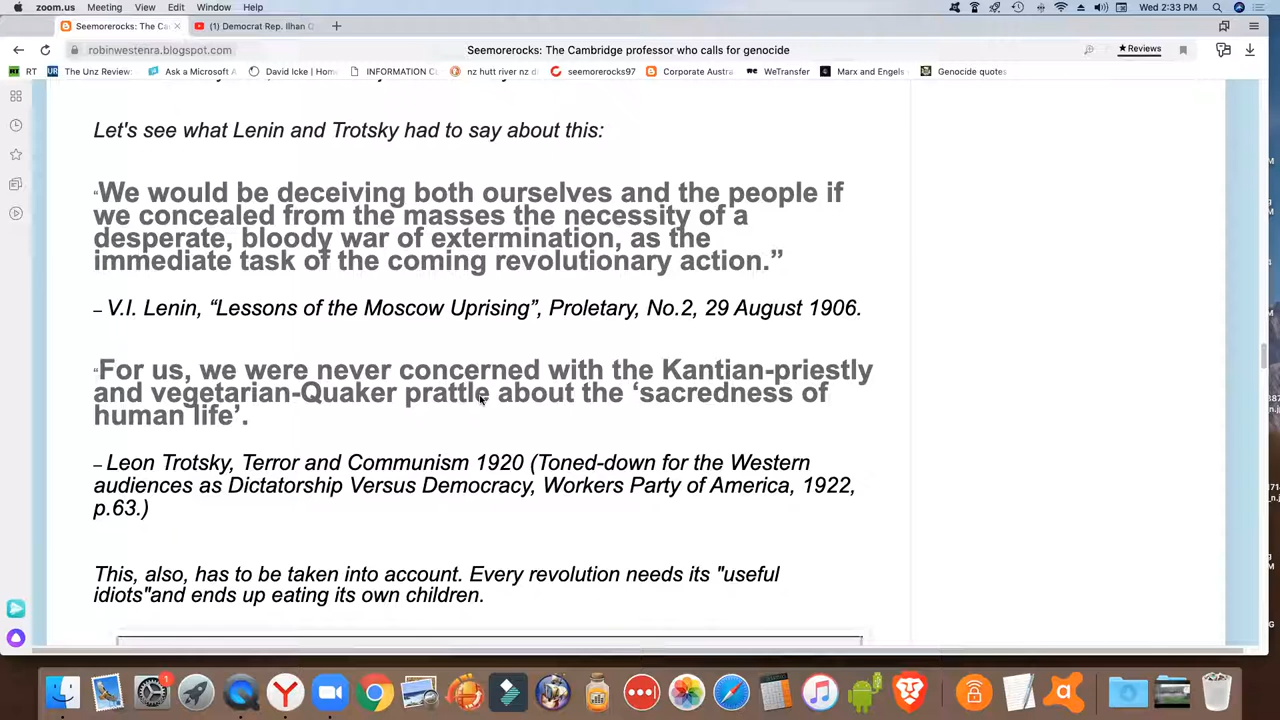 zoom.us Meeting View Edit Window Help Wed 2:33 PM
Seemorerocks: The Ca
(1) Democrat Rep. Ilhan O
robinwestenra.blogspot.com Seemorerocks: The Cambridge professor who calls for genocide Reviews
RT The Unz Review: Ask a Microsoft A David Icke | Hom INFORMATION Cu nz hutt river nz d seemorerocks97 Corporate Austra WeTransfer Marx and Engels Genocide quotes
Let's see what Lenin and Trotsky had to say about this:
“We would be deceiving both ourselves and the people if
we concealed from the masses the necessity of a
desperate, bloody war of extermination, as the
immediate task of the coming revolutionary action.”
– V.I. Lenin, “Lessons of the Moscow Uprising”, Proletary, No.2, 29 August 1906.
“For us, we were never concerned with the Kantian-priestly
and vegetarian-Quaker prattle about the ‘sacredness of
human life’.
– Leon Trotsky, Terror and Communism 1920 (Toned-down for the Western
audiences as Dictatorship Versus Democracy, Workers Party of America, 1922,
p.63.)
This, also, has to be taken into account. Every revolution needs its "useful
idiots"and ends up eating its own children.